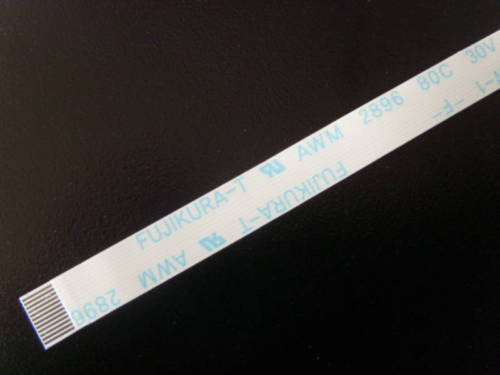 FUJIKURA-T AWM 2896 80C 30V
FUJIKURA-T AWM 2896